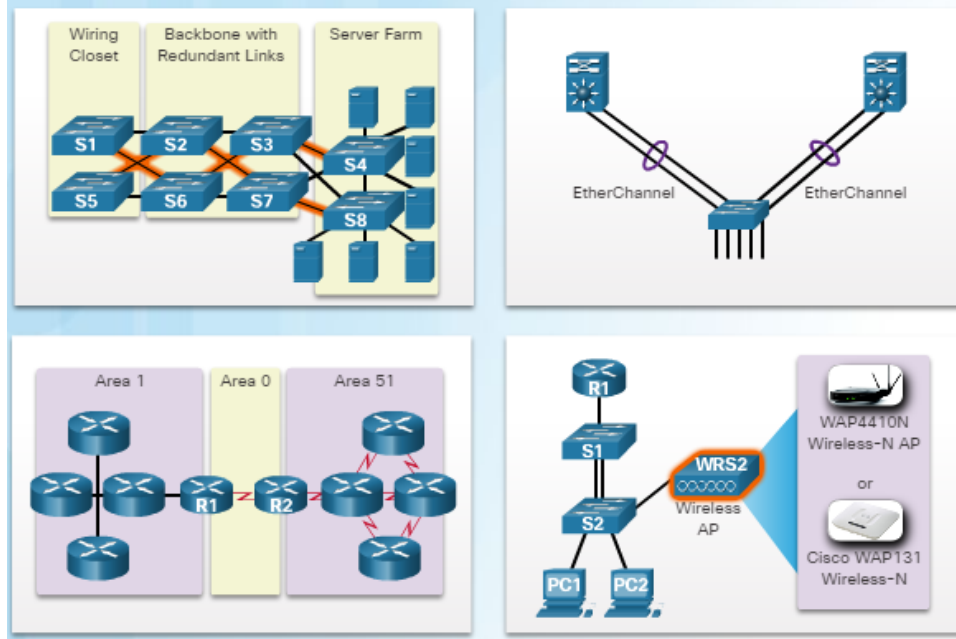 Wiring
Closet
Backbone with
Redundant Links
Server Farm
S1
S2
S3
S4
S5
S6
S7
S8
EtherChannel
EtherChannel
Area 1
Area 0
Area 51
R1
R2
R1
S1
S2
WRS2
Wireless
AP
PC1
PC2
WAP4410N
Wireless-N AP
or
Cisco WAP131
Wireless-N